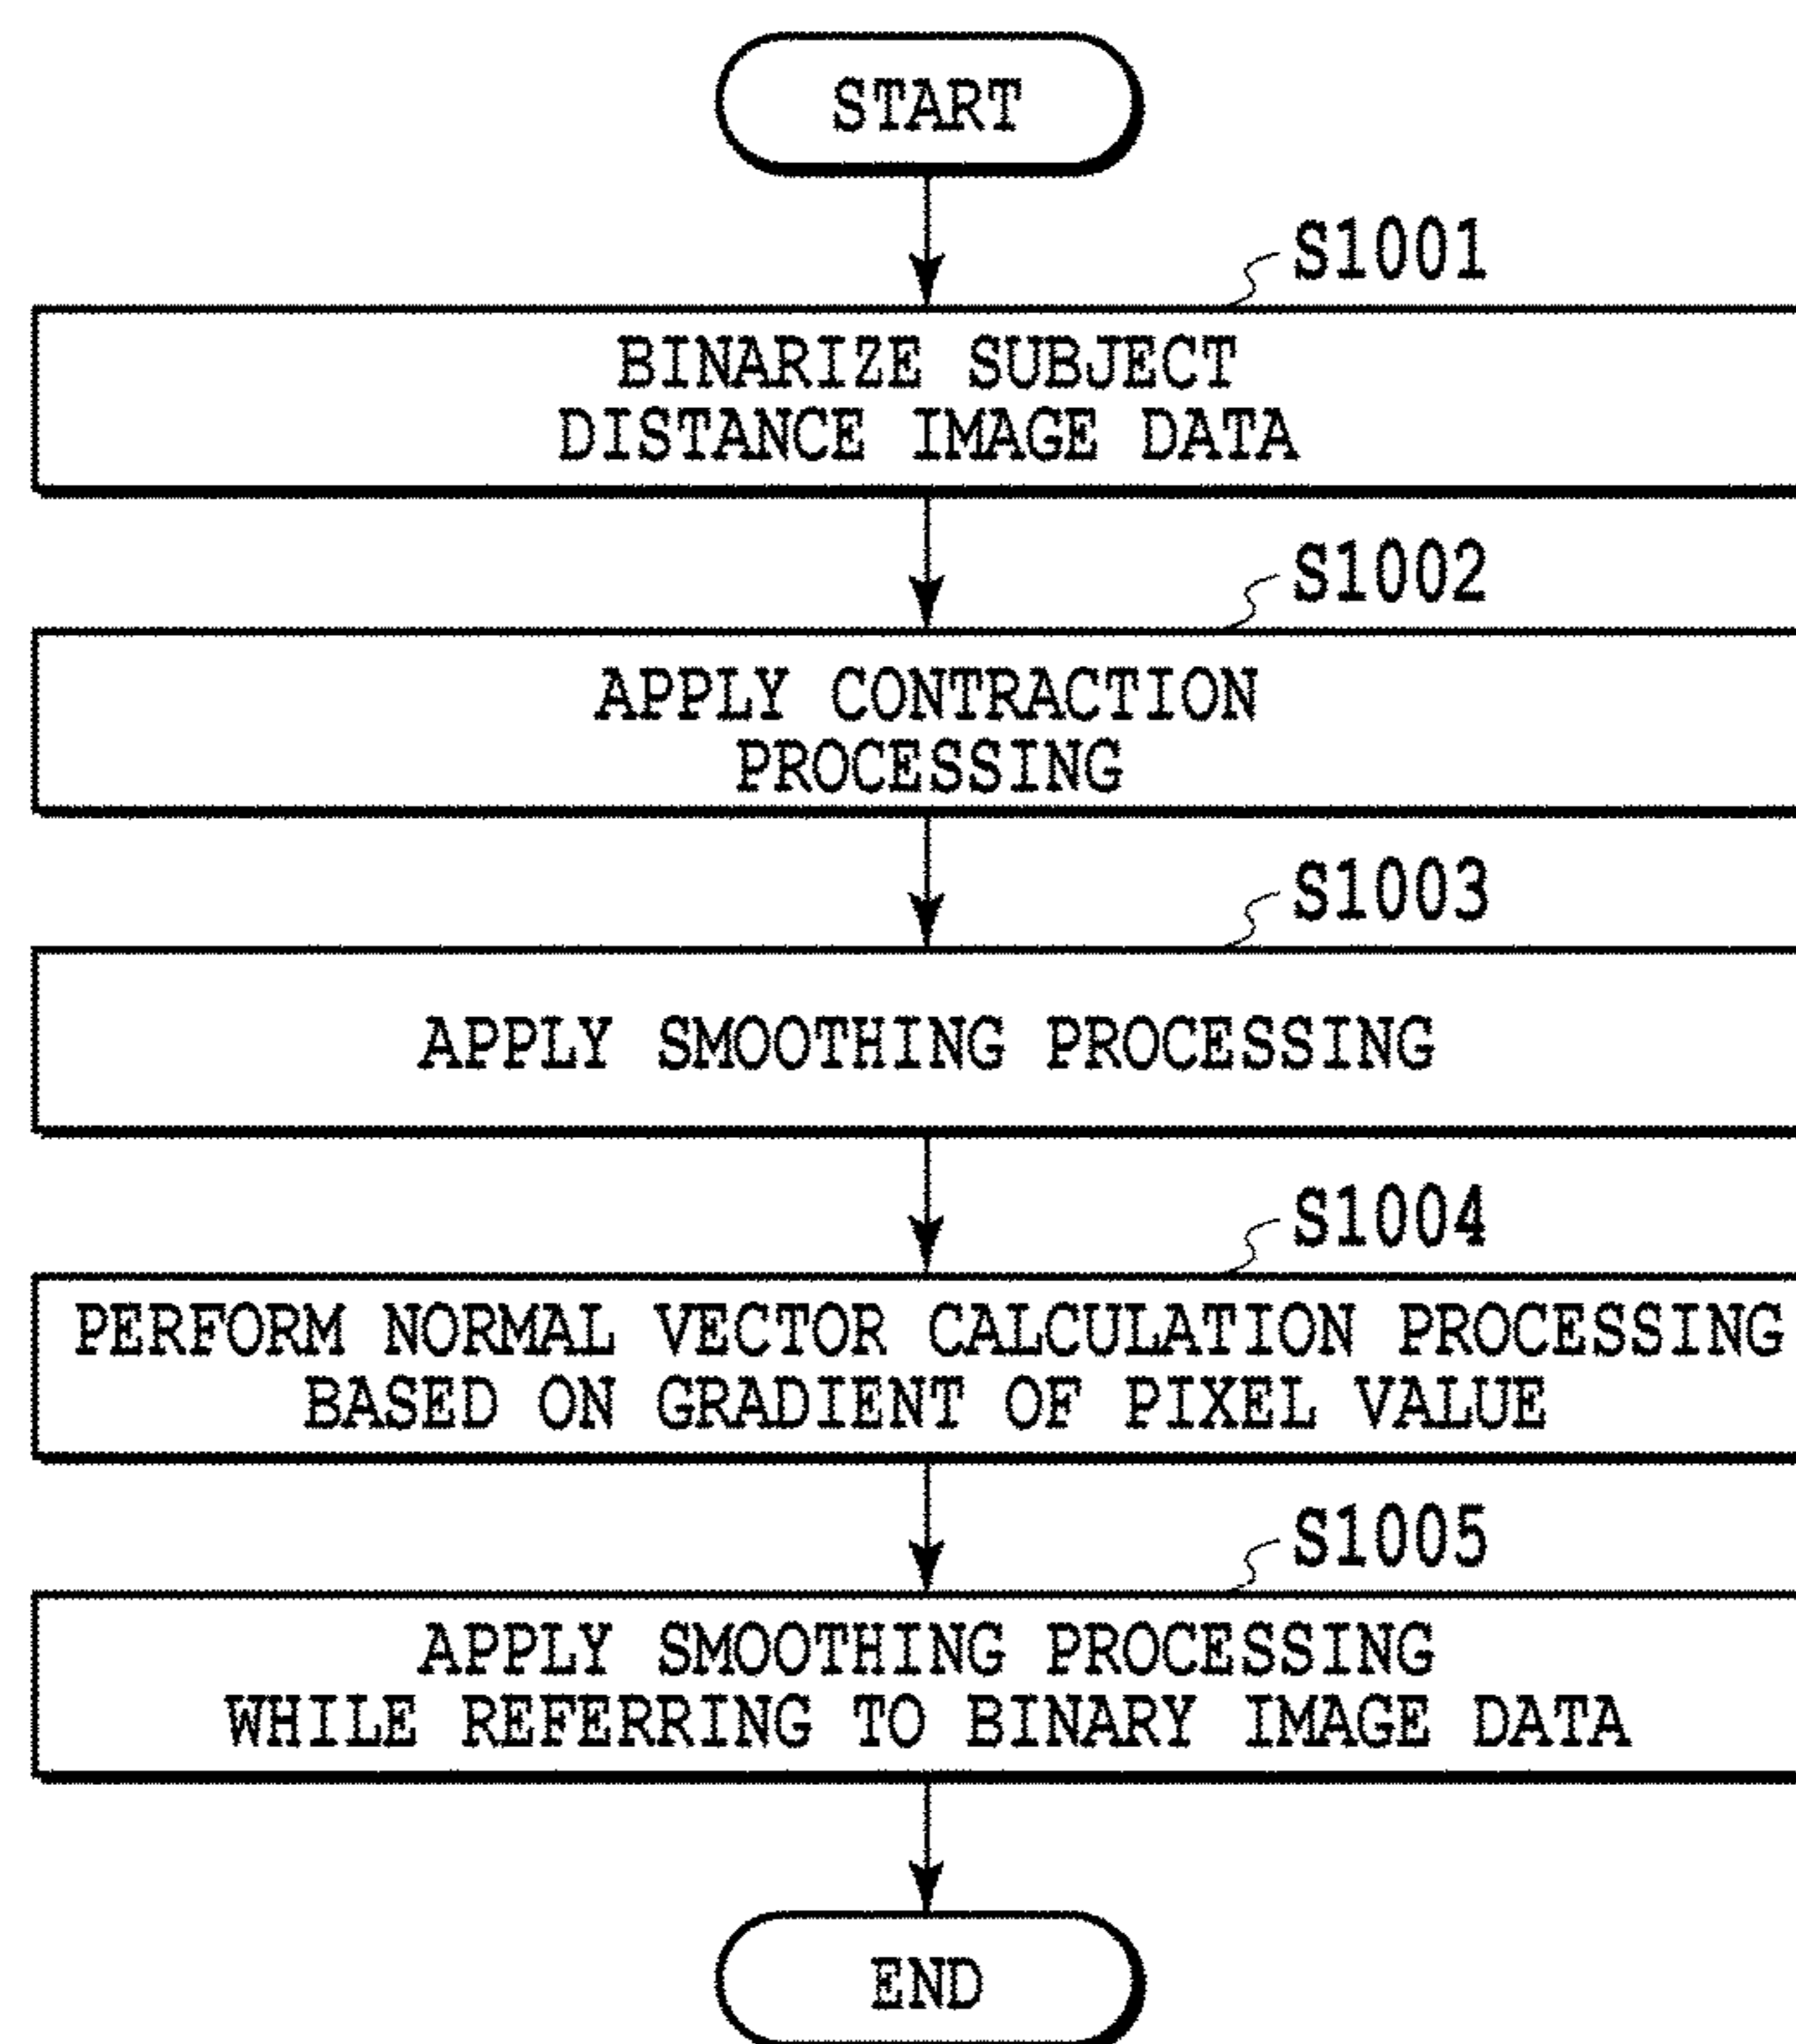 START
S1001
BINARIZE SUBJECT
DISTANCE IMAGE DATA
S1002
APPLY CONTRACTION
PROCESSING
S1003
APPLY SMOOTHING PROCESSING
S1004
PERFORM NORMAL VECTOR CALCULATION PROCESSING
BASED ON GRADIENT OF PIXEL VALUE
S1005
APPLY SMOOTHING PROCESSING
WHILE REFERRING TO BINARY IMAGE DATA
END